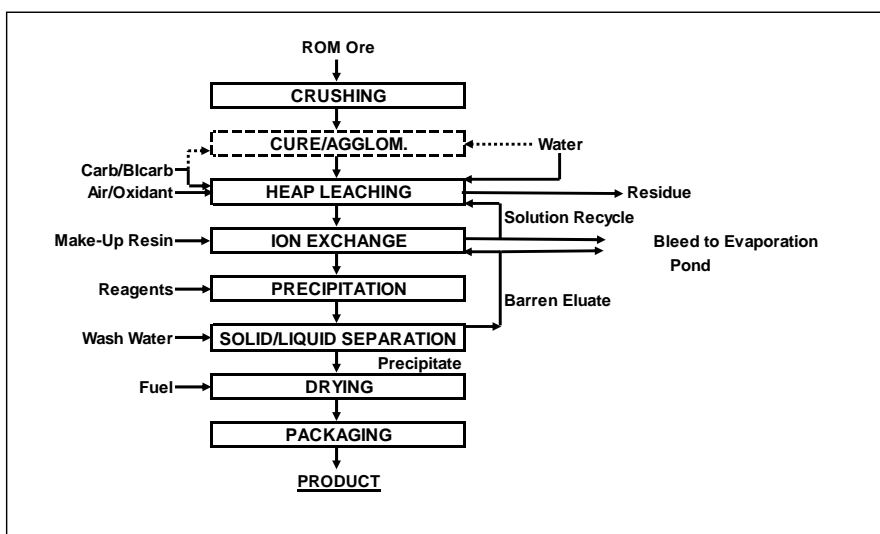 ROM Ore
CRUSHING
CURE/AGGLOM.
Water
Carb/BIcarb
Air/Oxidant
HEAP LEACHING
Residue
Solution Recycle
Make-Up Resin
ION EXCHANGE
Bleed to Evaporation
Pond
Reagents
PRECIPITATION
Barren Eluate
Wash Water
SOLID/LIQUID SEPARATION
Precipitate
Fuel
DRYING
PACKAGING
PRODUCT